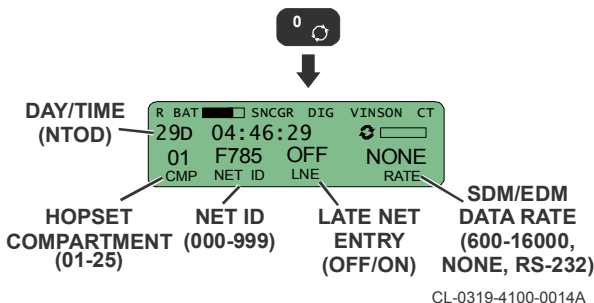 0
R BAT SNCGR DIG VINSON CT
29D 04:46:29
01 F785 OFF NONE
CMP NET ID LNE RATE
DAY/TIME
(NTOD)
HOPSET
COMPARTMENT
(01-25)
NET ID
(000-999)
LATE NET
ENTRY
(OFF/ON)
SDM/EDM
DATA RATE
(600-16000,
NONE, RS-232)
CL-0319-4100-0014A